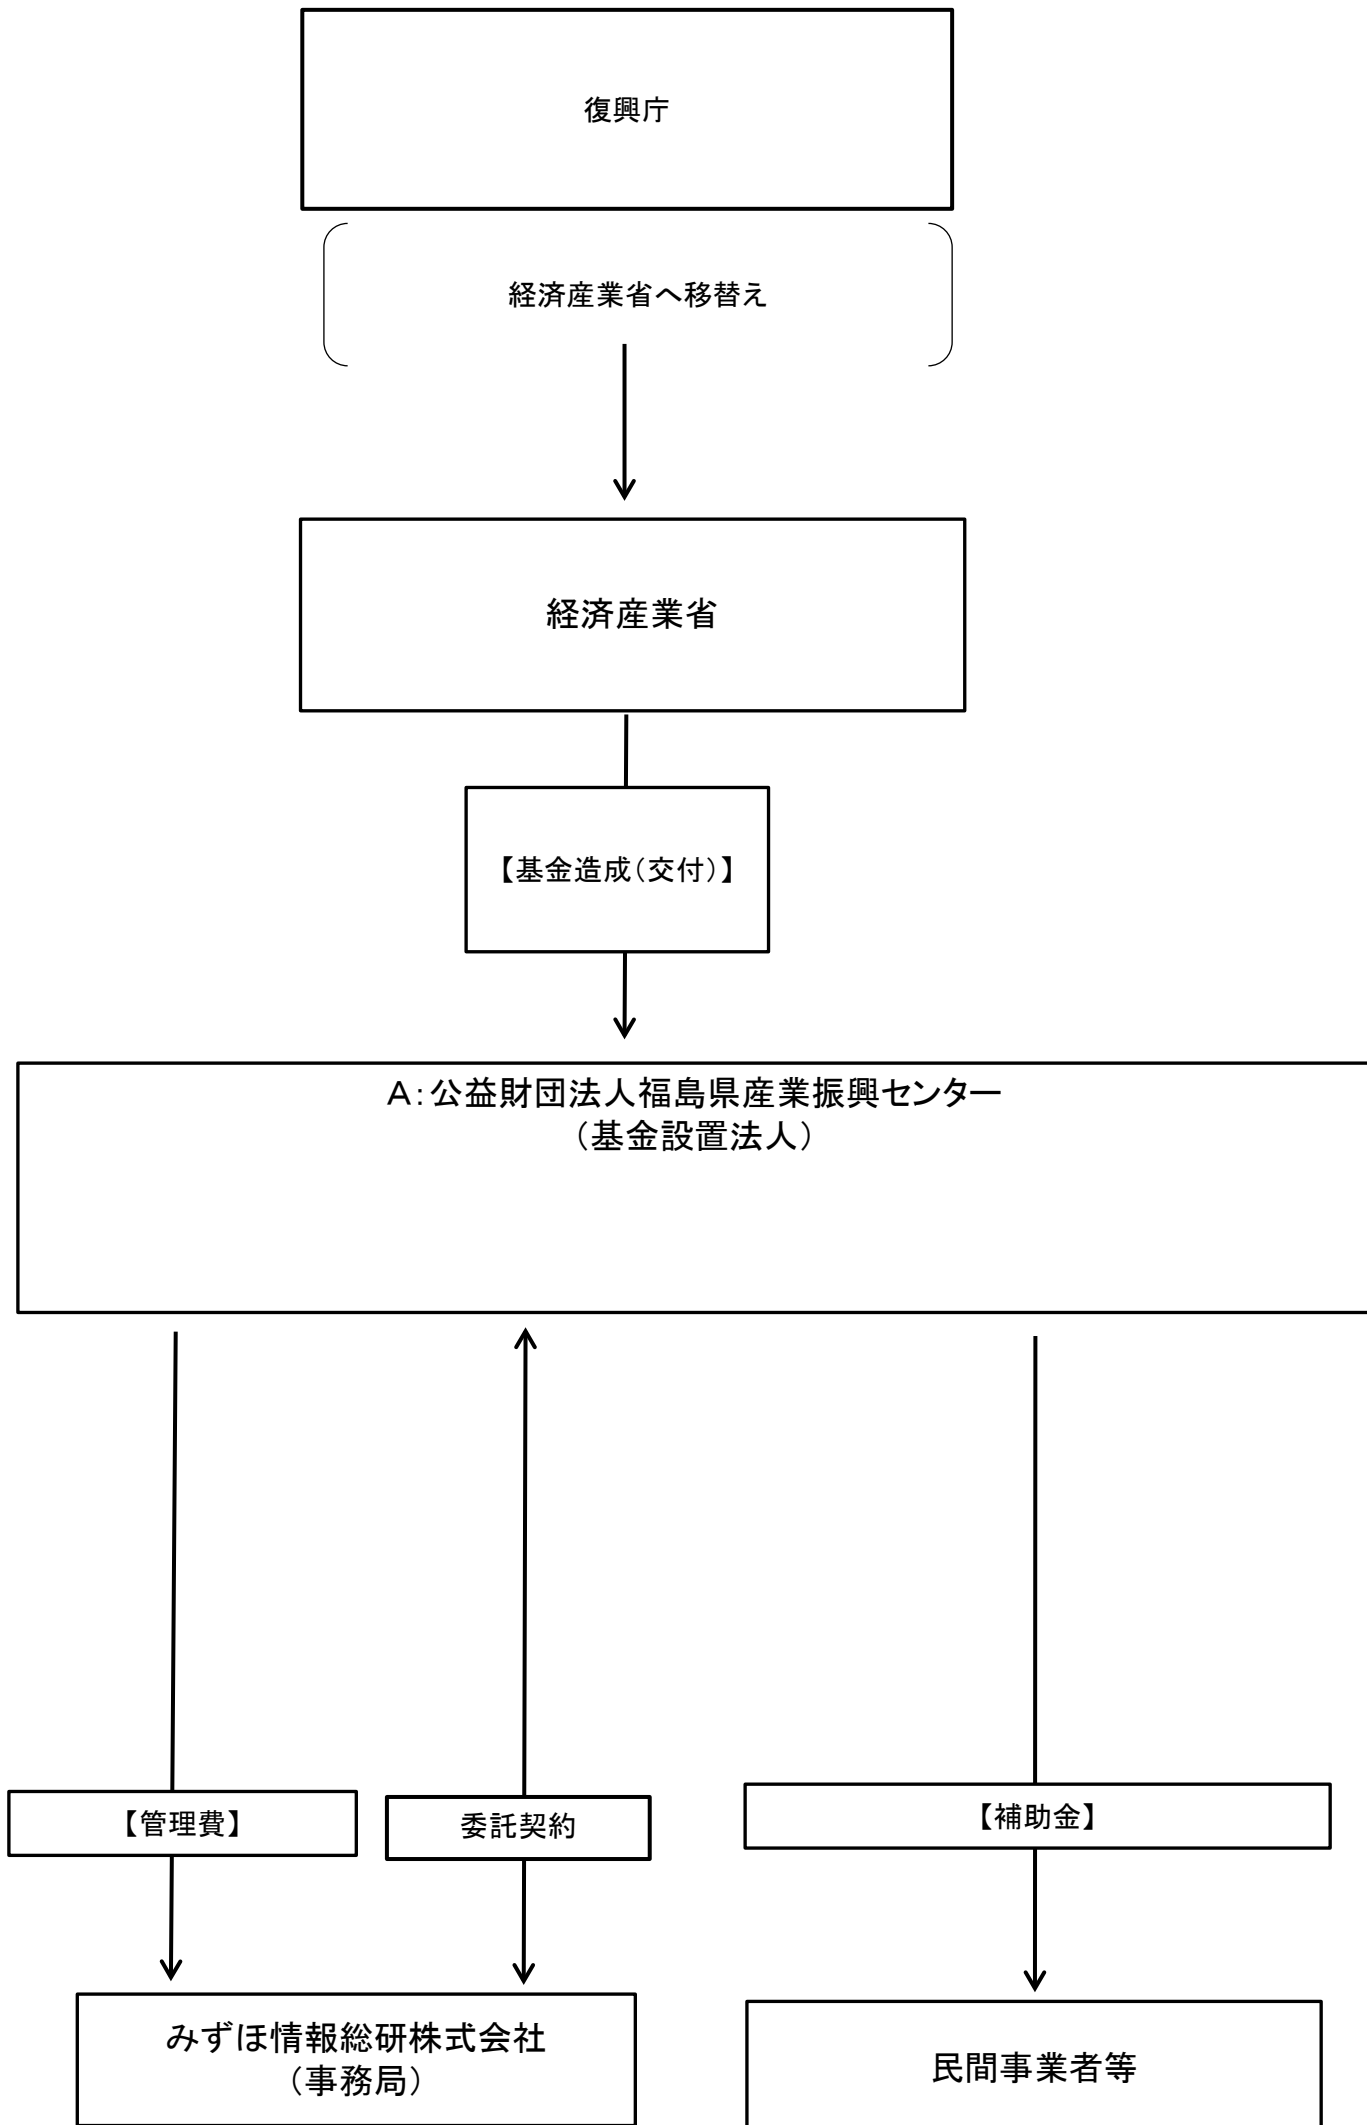 復興庁
経済産業省へ移替え
経済産業省
【基金造成（交付）】
A：公益財団法人福島県産業振興センター
（基金設置法人）
【管理費】
委託契約
【補助金】
みずほ情報総研株式会社
（事務局）
民間事業者等